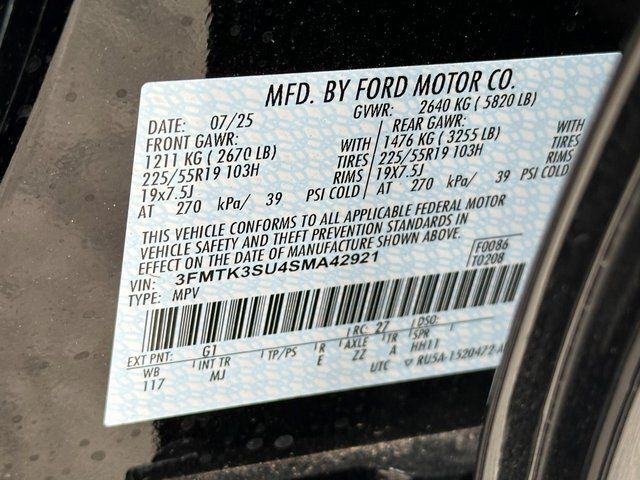 MFD. BY FORD MOTOR CO.
DATE: 07/25 GVWR: 2640 KG ( 5820 LB)
FRONT GAWR: REAR GAWR:
1211 KG ( 2670 LB) WITH 1476 KG ( 3255 LB) WITH
225/55R19 103H TIRES 225/55R19 103H TIRES
19x7.5J RIMS 19x7.5J RIMS
AT 270 kPa/ 39 PSI COLD AT 270 kPa/ 39 PSI COLD
THIS VEHICLE CONFORMS TO ALL APPLICABLE FEDERAL MOTOR
VEHICLE SAFETY AND THEFT PREVENTION STANDARDS IN
EFFECT ON THE DATE OF MANUFACTURE SHOWN ABOVE.
F0086
T0208
VIN: 3FMTK3SU4SMA42921
TYPE: MPV
EXT PNT: G1 RC: 27 DSO:
WB INT TR TP/PS R AXLE TR SPR
117 MJ E ZZ A HH11
UTC RU5A-1520472-A